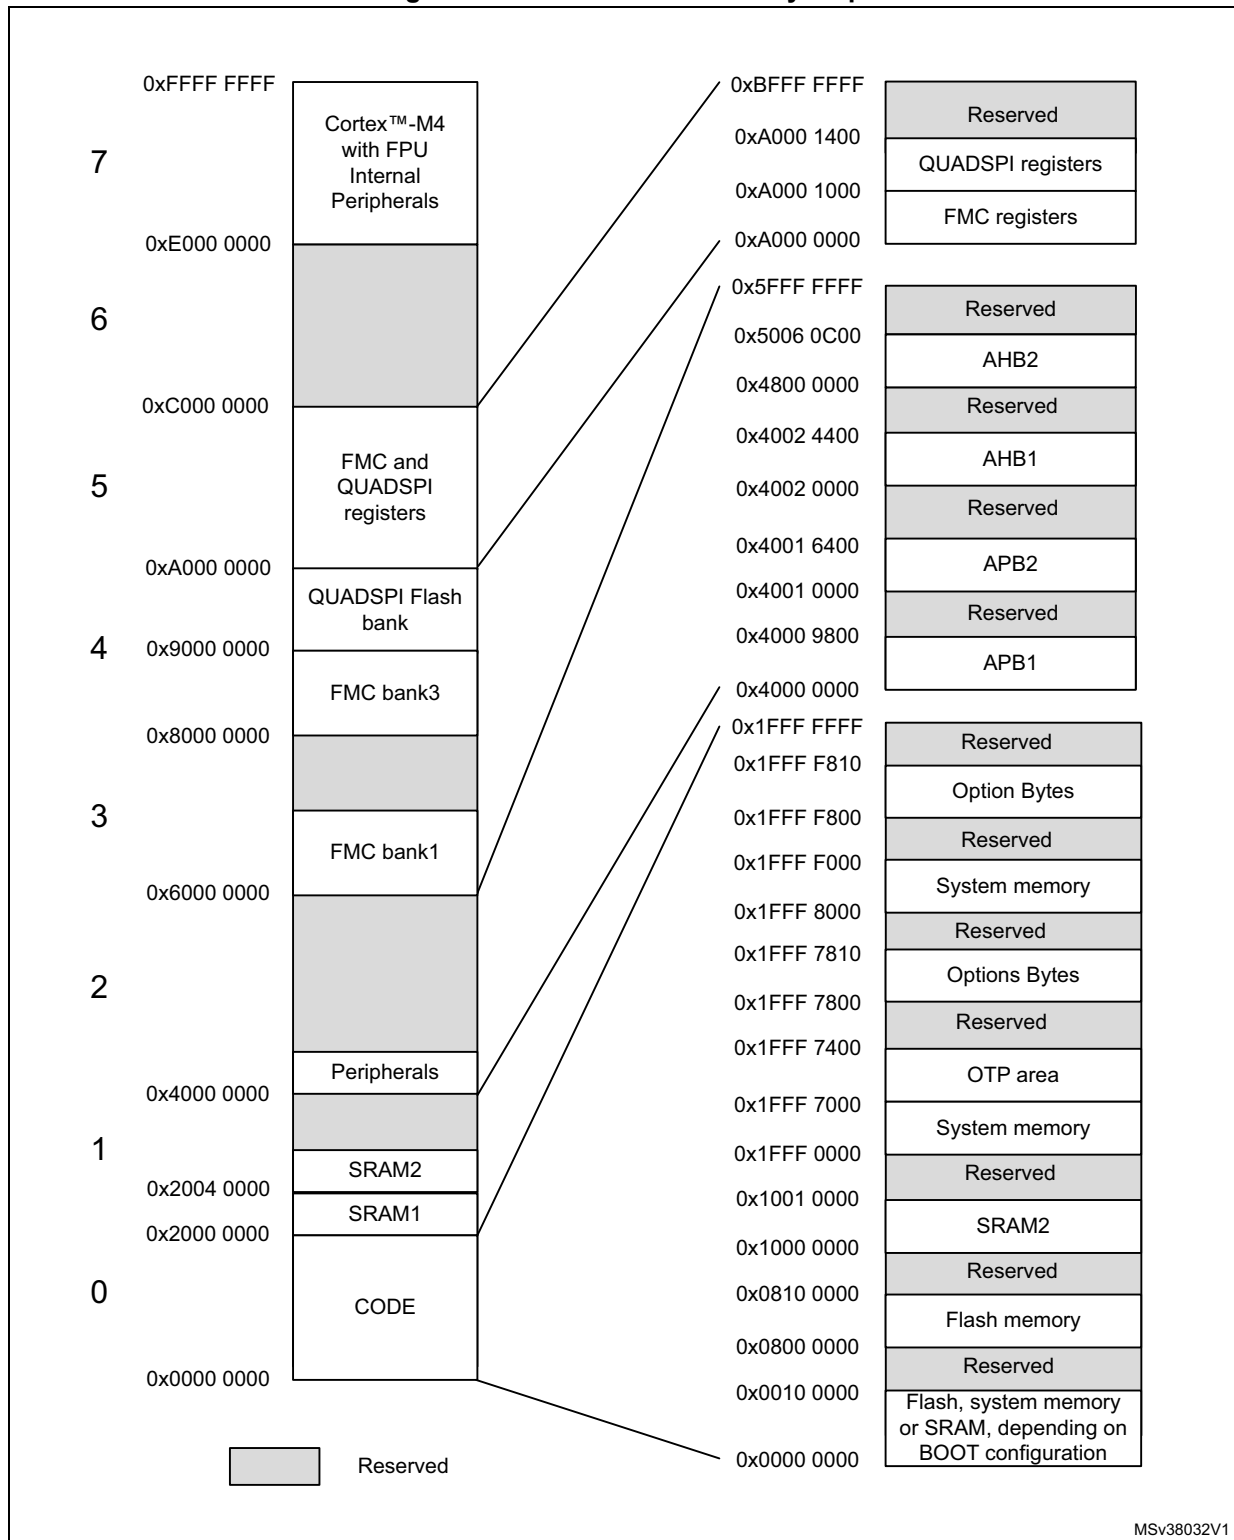 0xFFFF FFFF
Cortex™-M4
with FPU
Internal
Peripherals
7
0xE000 0000
6
0xC000 0000
FMC and
QUADSPI
registers
5
0xA000 0000
QUADSPI Flash
bank
4
0x9000 0000
FMC bank3
0x8000 0000
3
FMC bank1
0x6000 0000
2
Peripherals
0x4000 0000
1
SRAM2
0x2004 0000
SRAM1
0x2000 0000
0
CODE
0x0000 0000
Reserved
0xBFFF FFFF
Reserved
0xA000 1400
QUADSPI registers
0xA000 1000
FMC registers
0xA000 0000
0x5FFF FFFF
Reserved
0x5006 0C00
AHB2
0x4800 0000
Reserved
0x4002 4400
AHB1
0x4002 0000
Reserved
0x4001 6400
APB2
0x4001 0000
Reserved
0x4000 9800
APB1
0x4000 0000
0x1FFF FFFF
Reserved
0x1FFF F810
Option Bytes
0x1FFF F800
Reserved
0x1FFF F000
System memory
0x1FFF 8000
Reserved
0x1FFF 7810
Options Bytes
0x1FFF 7800
Reserved
0x1FFF 7400
OTP area
0x1FFF 7000
System memory
0x1FFF 0000
Reserved
0x1001 0000
SRAM2
0x1000 0000
Reserved
0x0810 0000
Flash memory
0x0800 0000
Reserved
0x0010 0000
Flash, system memory
or SRAM, depending on
BOOT configuration
0x0000 0000
MSv38032V1